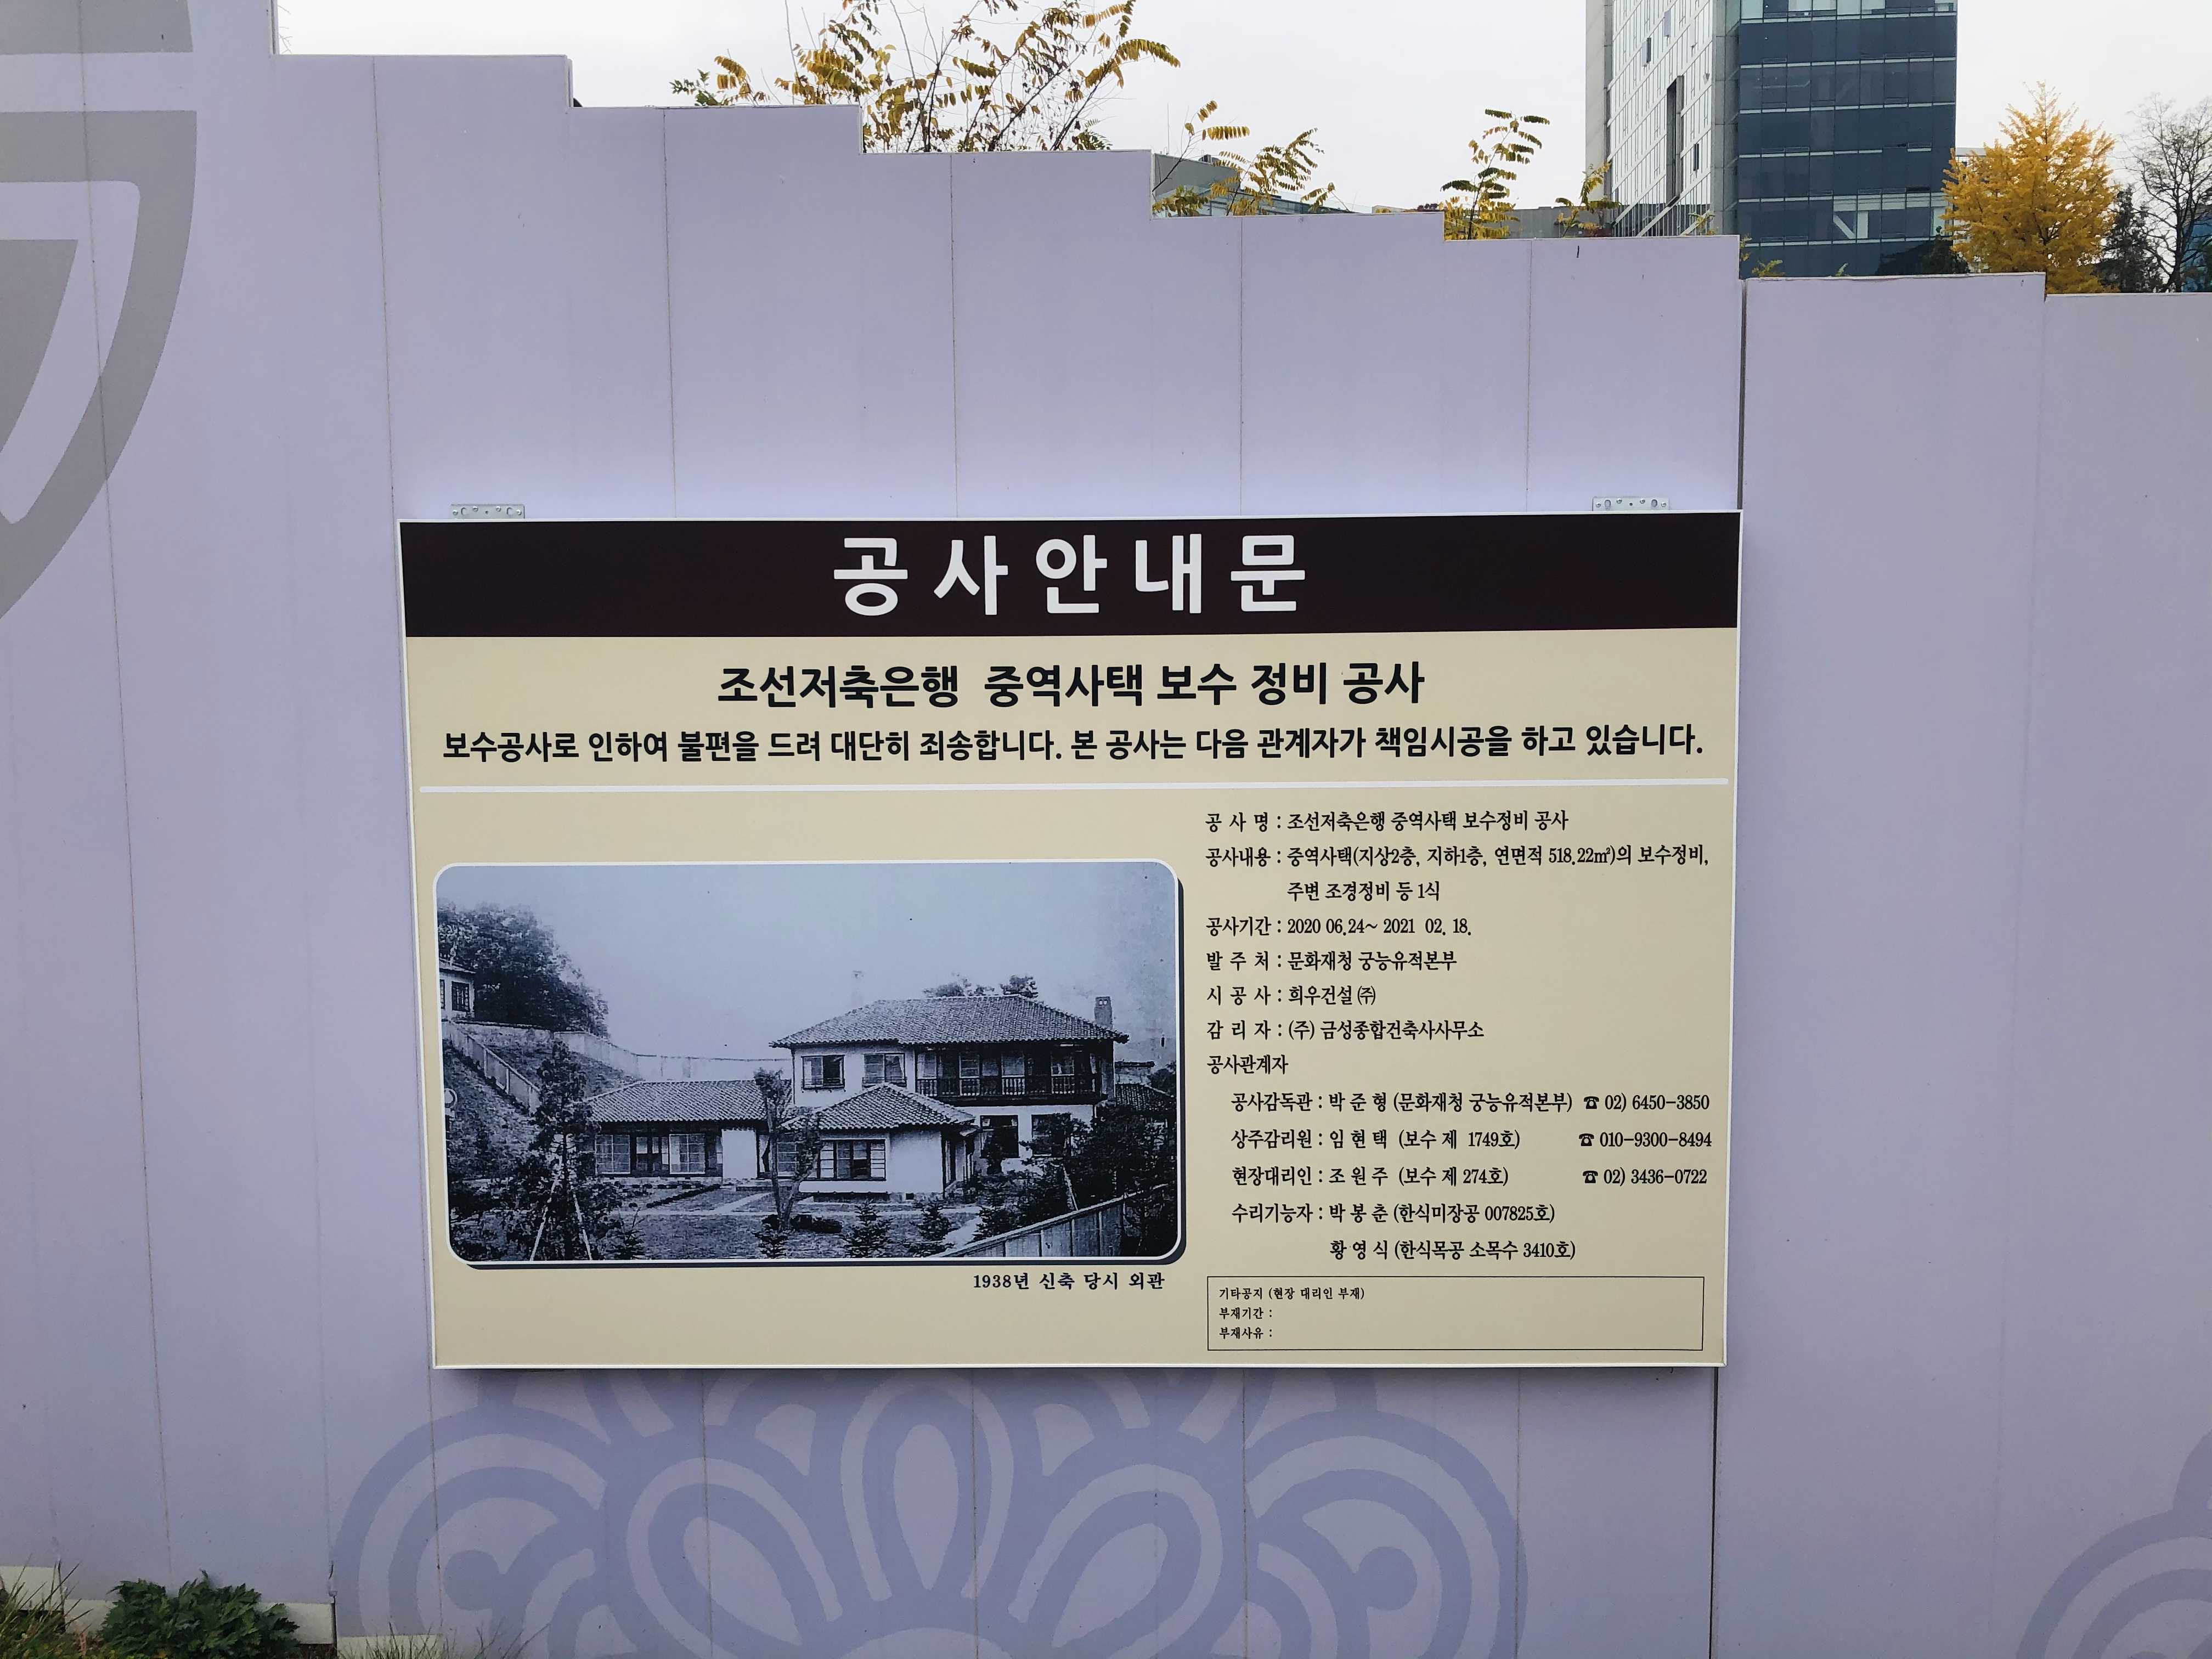 공사안내문
조선저축은행 중역사택 보수 정비 공사
보수공사로 인하여 불편을 드려 대단히 죄송합니다. 본 공사는 다음 관계자가 책임시공을 하고 있습니다.
공 사 명 : 조선저축은행 중역사택 보수정비 공사
공사내용 : 중역사택(지상2층, 지하1층, 연면적 518.22㎡)의 보수정비,
주변 조경정비 등 1식
공사기간 : 2020 06.24~ 2021 02. 18.
발 주 처 : 문화재청 궁능유적본부
시 공 사 : 희우건설 ㈜
감 리 자 : (주) 금성종합건축사사무소
공사관계자
공사감독관 : 박 준 형 (문화재청 궁능유적본부) ☎ 02) 6450-3850
상주감리원 : 임 현 택 (보수 제 1749호) ☎ 010-9300-8494
현장대리인 : 조 원 주 (보수 제 274호) ☎ 02) 3436-0722
수리기능자 : 박 봉 춘 (한식미장공 007825호)
황 영 식 (한식목공 소목수 3410호)
1938년 신축 당시 외관
기타공지 (현장 대리인 부재)
부재기간 :
부재사유 :